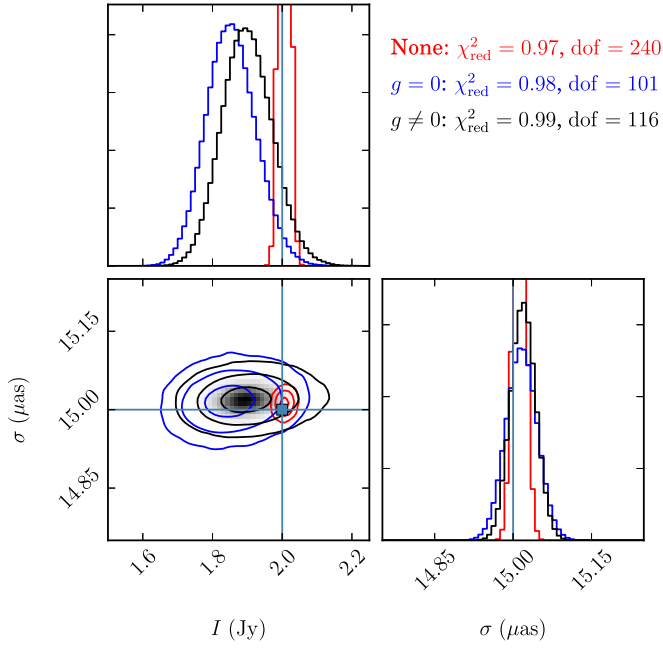 None: χ²red = 0.97, dof = 240
g = 0: χ²red = 0.98, dof = 101
g ≠ 0: χ²red = 0.99, dof = 116
15.15
15.00
14.85
σ (μas)
1.6 1.8 2.0 2.2
I (Jy)
14.85 15.00 15.15
σ (μas)